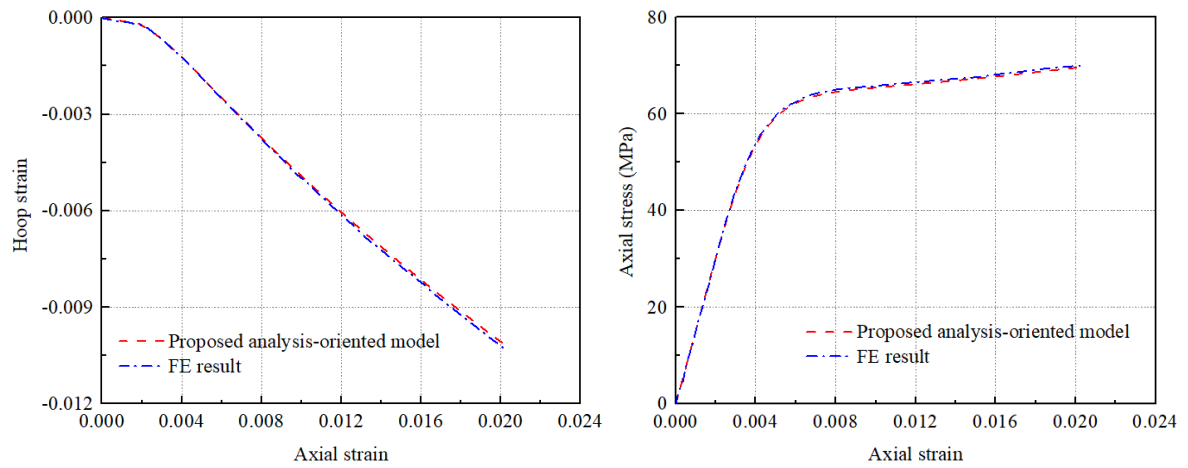 0.000
-0.003
-0.006
-0.009
-0.012
Hoop strain
Proposed analysis-oriented model
FE result
0.000 0.004 0.008 0.012 0.016 0.020 0.024
Axial strain
80
60
40
20
0
Axial stress (MPa)
Proposed analysis-oriented model
FE result
0.000 0.004 0.008 0.012 0.016 0.020 0.024
Axial strain